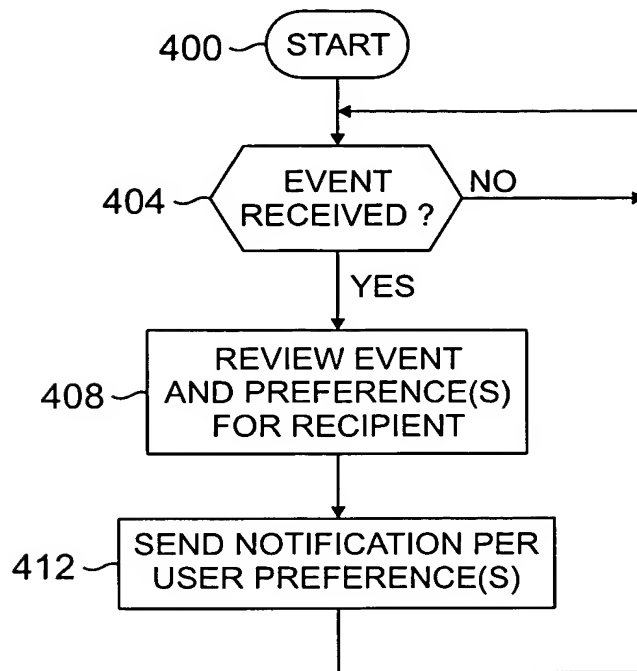 400
START
404
EVENT
RECEIVED ?
NO
YES
408
REVIEW EVENT
AND PREFERENCE(S)
FOR RECIPIENT
412
SEND NOTIFICATION PER
USER PREFERENCE(S)